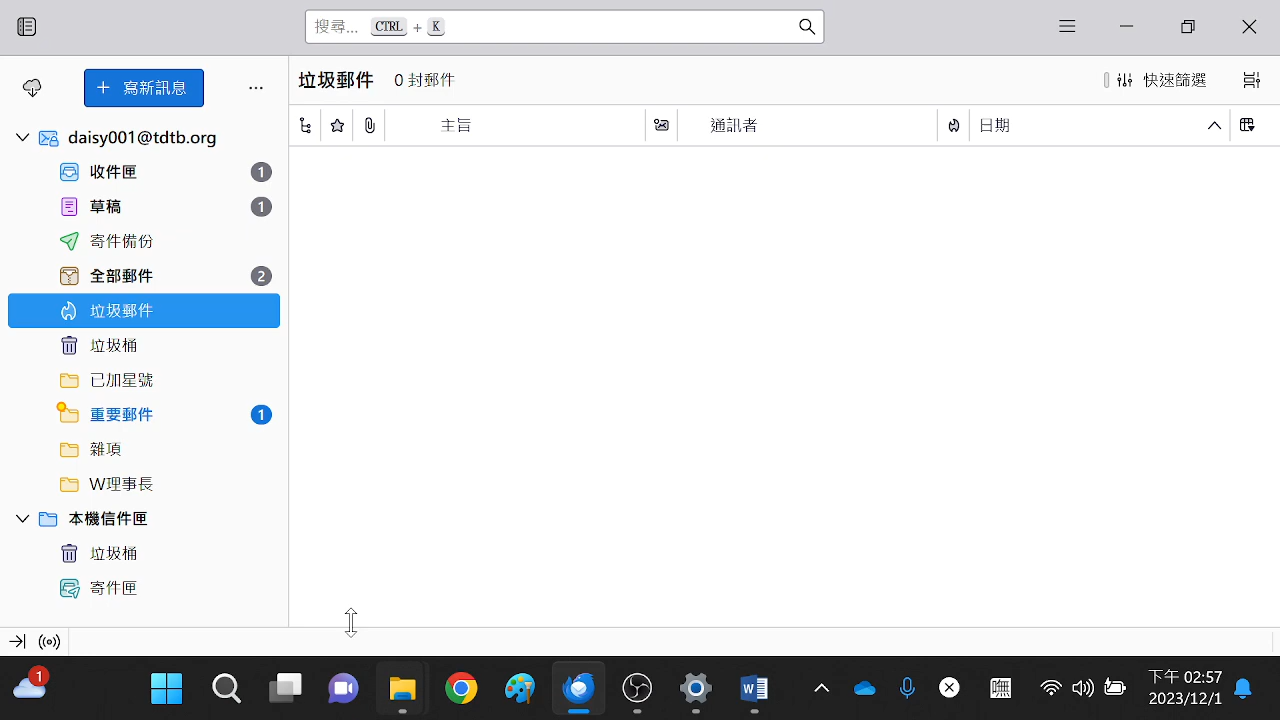 搜尋... CTRL + K
寫新訊息
垃圾郵件 0 封郵件
快速篩選
主旨 通訊者 日期
daisy001@tdtb.org
收件匣 1
草稿 1
寄件備份
全部郵件 2
垃圾郵件
垃圾桶
已加星號
重要郵件 1
雜項
W理事長
本機信件匣
垃圾桶
寄件匣
1
下午 02:57
2023/12/1